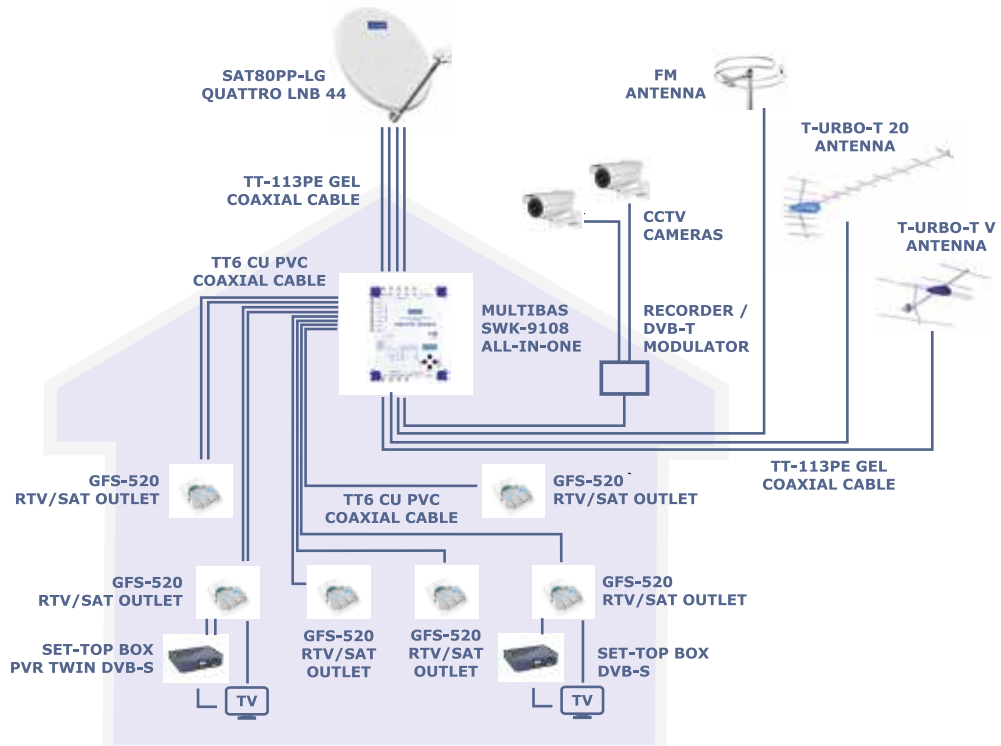 SAT80PP-LG
QUATTRO LNB 44
FM
ANTENNA
T-URBO-T 20
ANTENNA
TT-113PE GEL
COAXIAL CABLE
CCTV
CAMERAS
T-URBO-T V
ANTENNA
TT6 CU PVC
COAXIAL CABLE
MULTIBAS
SWK-9108
ALL-IN-ONE
RECORDER /
DVB-T
MODULATOR
TT-113PE GEL
COAXIAL CABLE
GFS-520
RTV/SAT OUTLET
TT6 CU PVC
COAXIAL CABLE
GFS-520
RTV/SAT OUTLET
GFS-520
RTV/SAT OUTLET
GFS-520
RTV/SAT
OUTLET
GFS-520
RTV/SAT
OUTLET
GFS-520
RTV/SAT OUTLET
SET-TOP BOX
PVR TWIN DVB-S
SET-TOP BOX
DVB-S
TV
TV